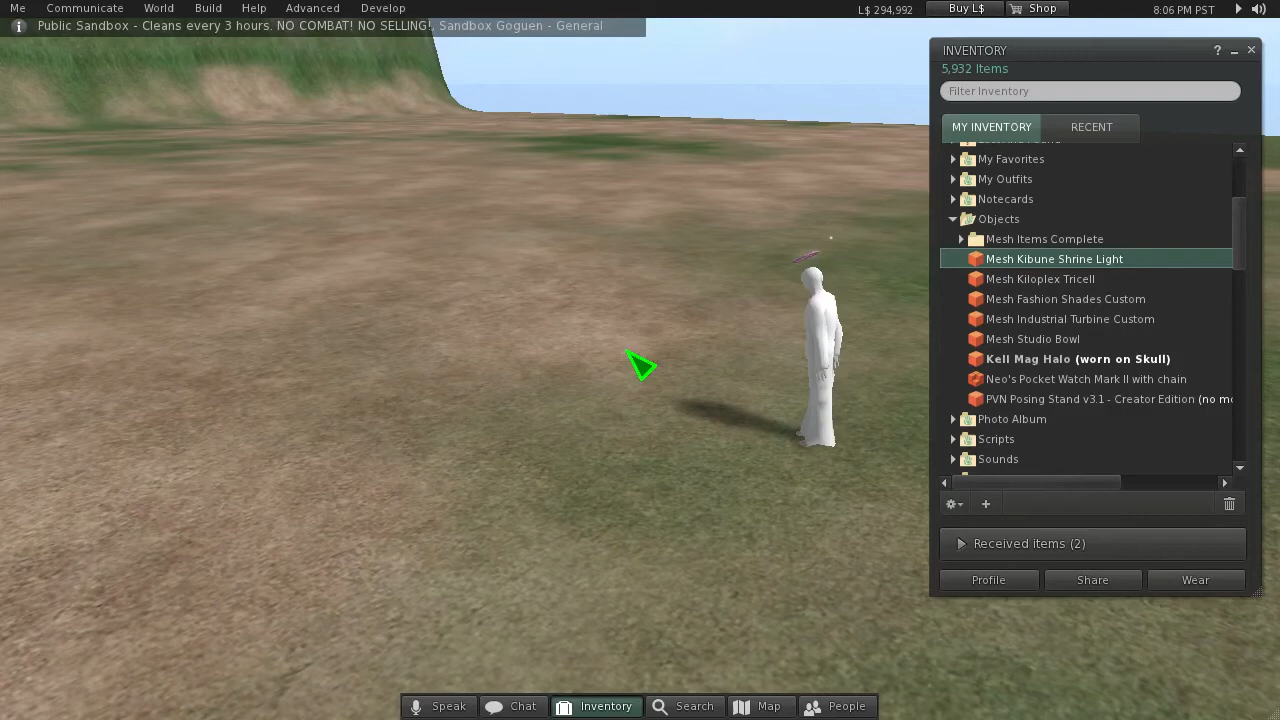 Me Communicate World Build Help Advanced Develop L$ 294,992 Buy L$ Shop 8:06 PM PST
Public Sandbox - Cleans every 3 hours. NO COMBAT! NO SELLING!, Sandbox Goguen - General
INVENTORY ?
5,932 Items
Filter Inventory
MY INVENTORY RECENT
My Favorites
My Outfits
Notecards
Objects
Mesh Items Complete
Mesh Kibune Shrine Light
Mesh Kiloplex Tricell
Mesh Fashion Shades Custom
Mesh Industrial Turbine Custom
Mesh Studio Bowl
Kell Mag Halo (worn on Skull)
Neo's Pocket Watch Mark II with chain
PVN Posing Stand v3.1 - Creator Edition (no
Photo Album
Scripts
Sounds
Received items (2)
Profile Share Wear
Speak Chat Inventory Search Map People